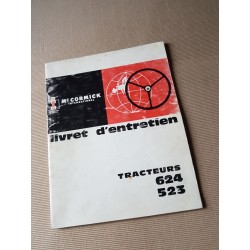 McCORMICK
INTERNATIONAL
livret d'entretien
TRACTEURS
624
523